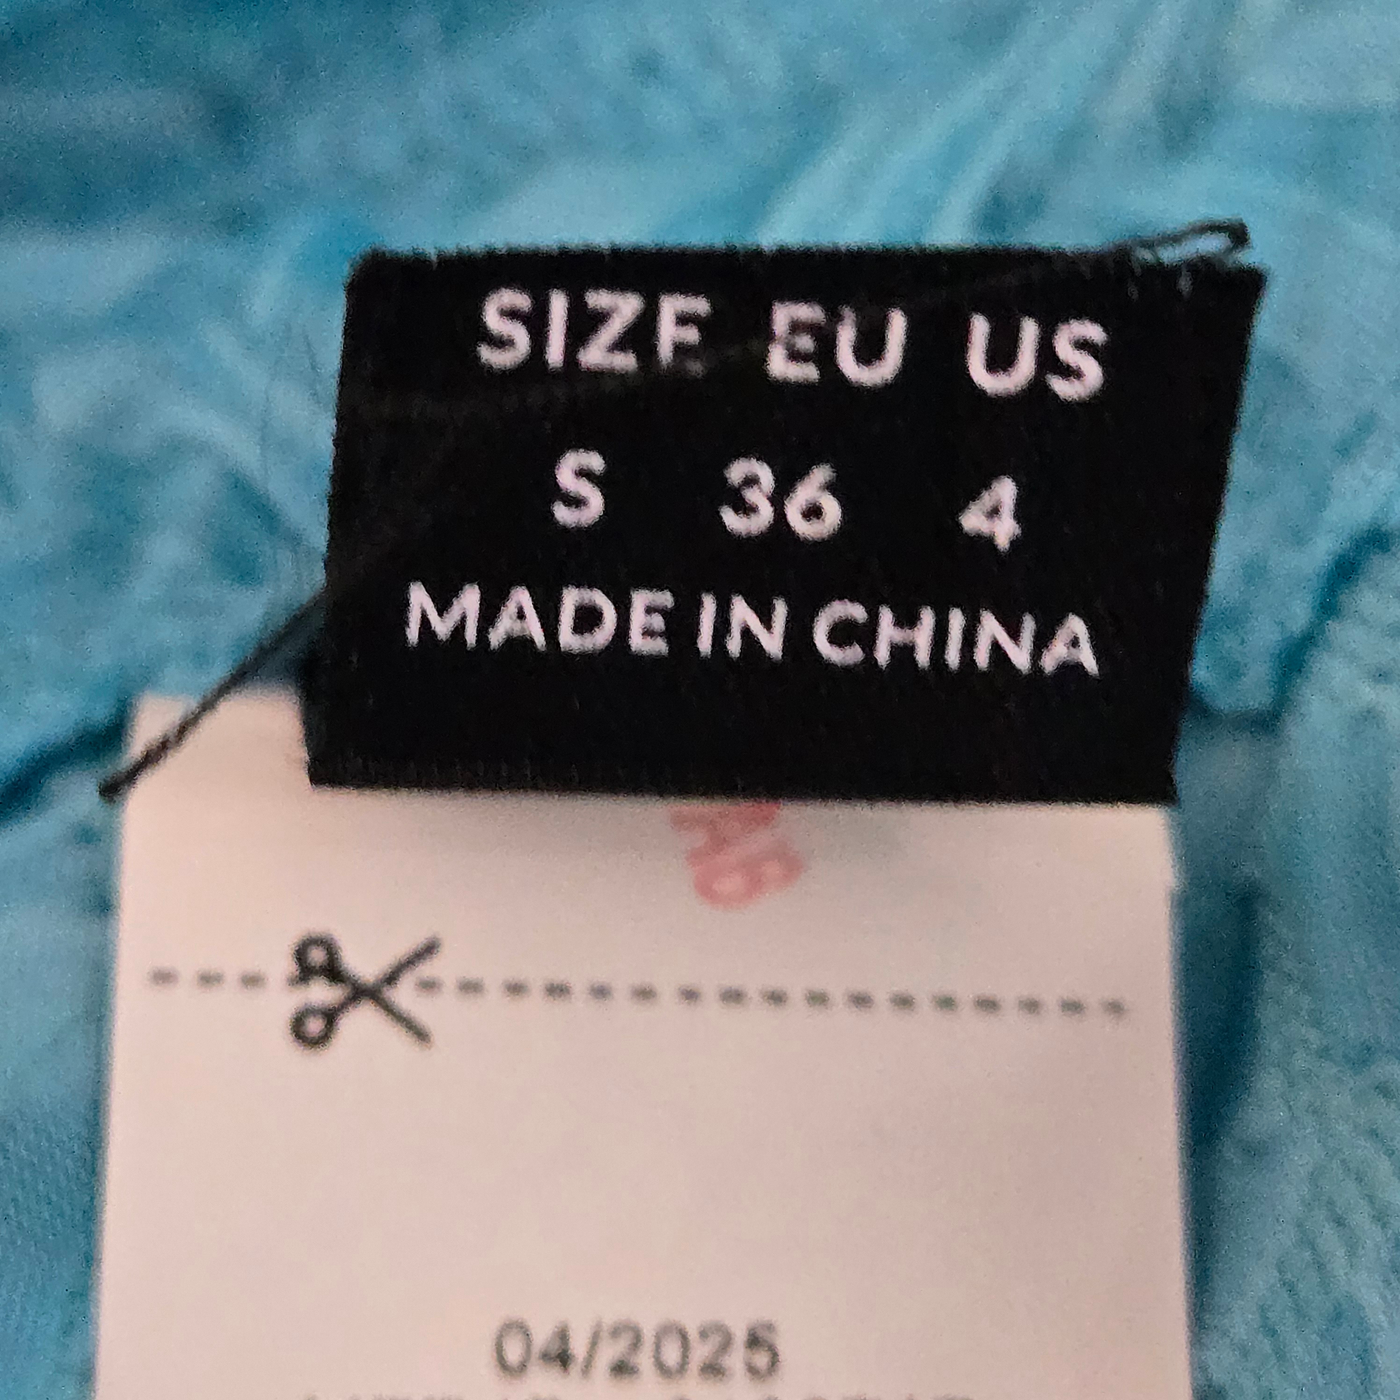 SIZE EU US
S 36 4
MADE IN CHINA
04/2025